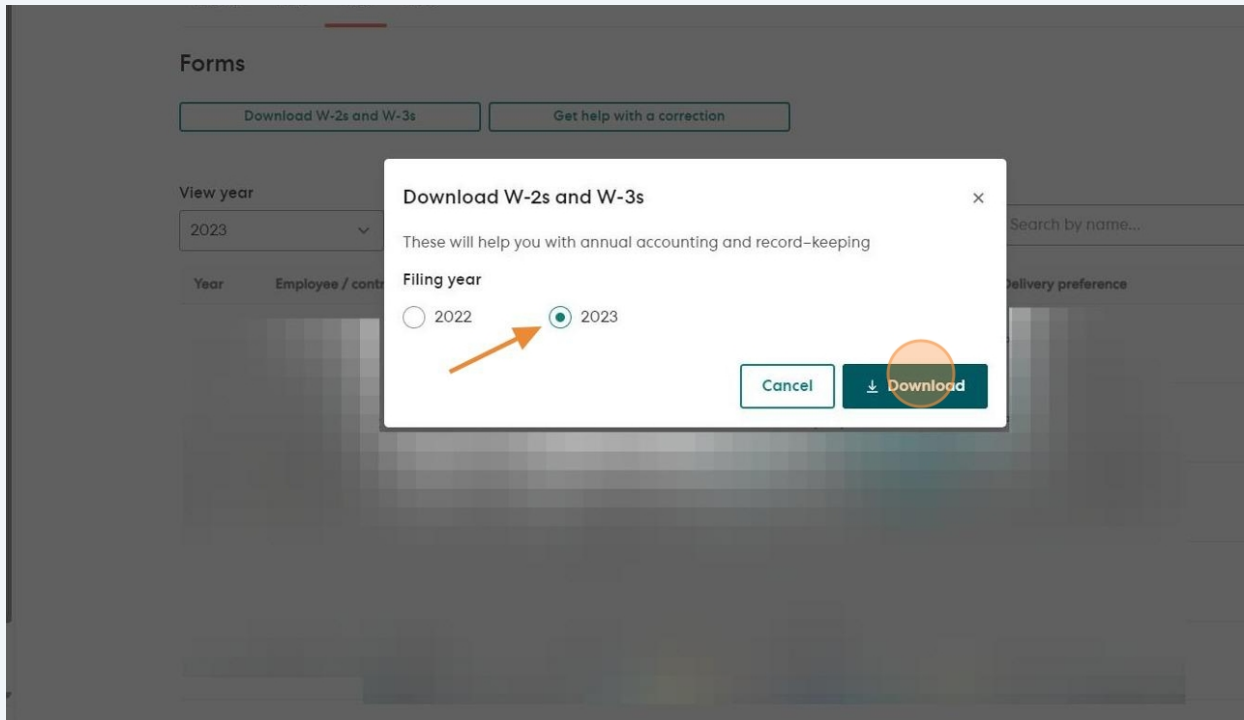 Forms
Download W-2s and W-3s
Get help with a correction
View year
2023
Search by name...
Year Employee / contr
Delivery preference
Download W-2s and W-3s
These will help you with annual accounting and record-keeping
Filing year
2022 2023
Cancel Download